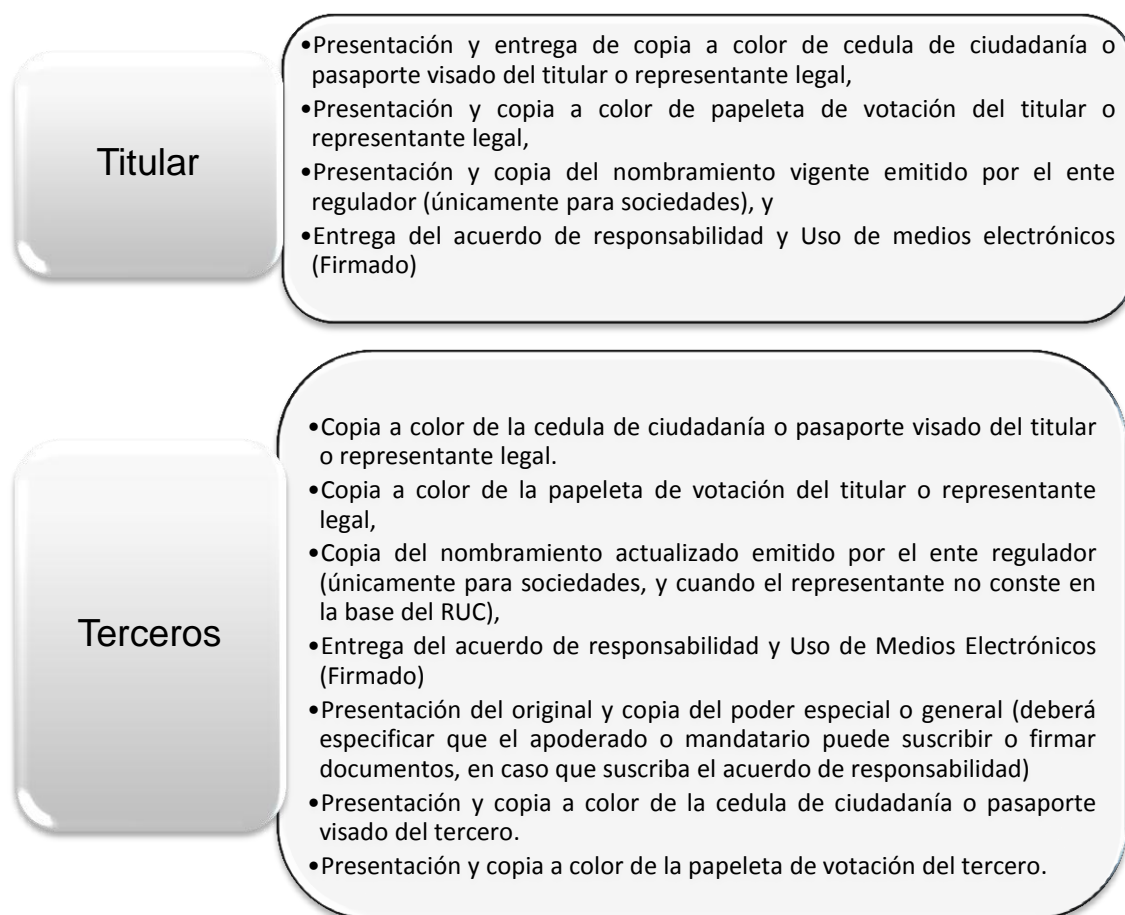 Titular
•Presentación y entrega de copia a color de cedula de ciudadanía o
pasaporte visado del titular o representante legal,
•Presentación y copia a color de papeleta de votación del titular o
representante legal,
•Presentación y copia del nombramiento vigente emitido por el ente
regulador (únicamente para sociedades), y
•Entrega del acuerdo de responsabilidad y Uso de medios electrónicos
(Firmado)
Terceros
•Copia a color de la cedula de ciudadanía o pasaporte visado del titular
o representante legal.
•Copia a color de la papeleta de votación del titular o representante
legal,
•Copia del nombramiento actualizado emitido por el ente regulador
(únicamente para sociedades, y cuando el representante no conste en
la base del RUC),
•Entrega del acuerdo de responsabilidad y Uso de Medios Electrónicos
(Firmado)
•Presentación del original y copia del poder especial o general (deberá
especificar que el apoderado o mandatario puede suscribir o firmar
documentos, en caso que suscriba el acuerdo de responsabilidad)
•Presentación y copia a color de la cedula de ciudadanía o pasaporte
visado del tercero.
•Presentación y copia a color de la papeleta de votación del tercero.